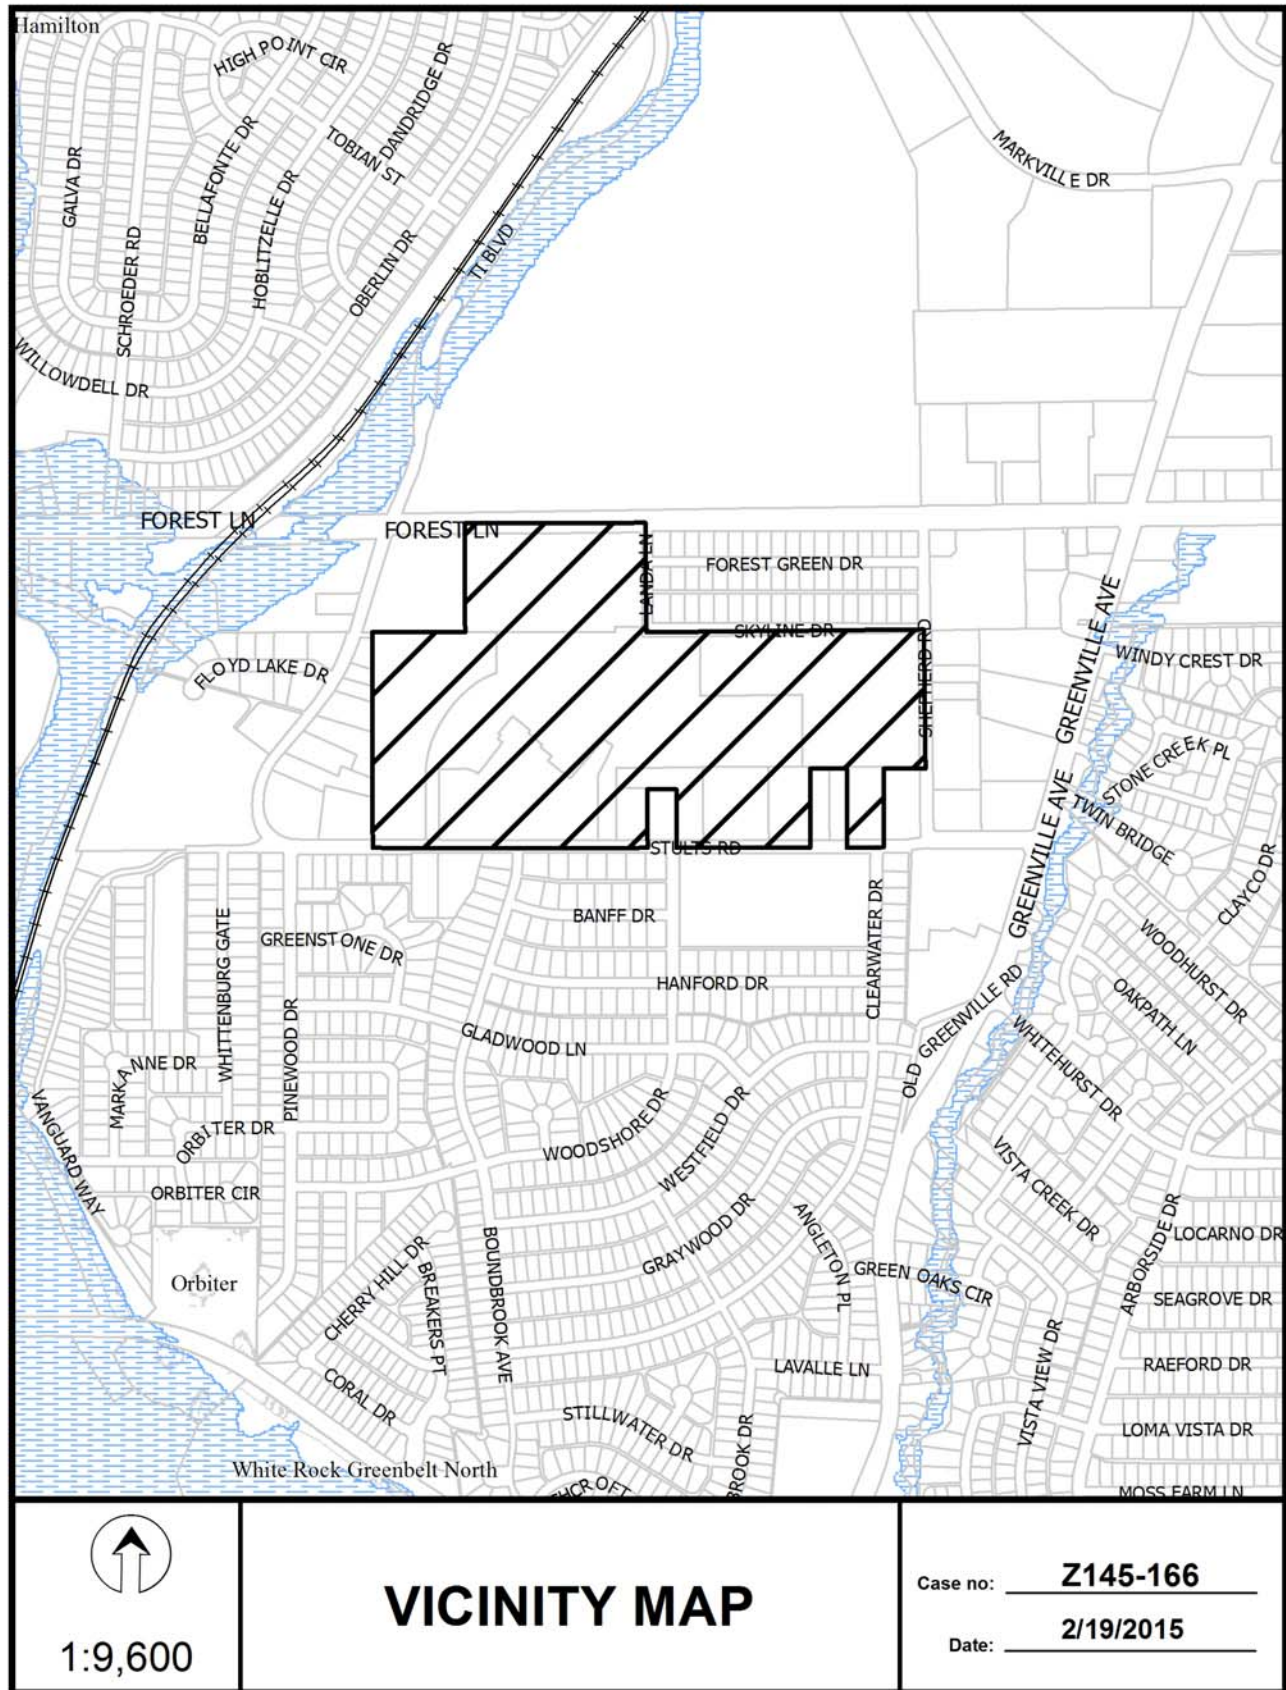 Hamilton
HIGH POINT CIR
DANDRIDGE DR
TOBIAN ST
MARKVILLE DR
GALVA DR
BELLAFONTE DR
HOBLITZELLE DR
SCHROEDER RD
OBERLIN DR
TI BLVD
WILLOWDELL DR
FOREST LN
FOREST LN
LANDA LN
FOREST GREEN DR
SKYLINE DR
SHEPHERD RD
GREENVILLE AVE
WINDY CREST DR
FLOYD LAKE DR
STONE CREEK PL
TWIN BRIDGE
GREENVILLE AVE
STULTS RD
CLAYCO DR
BANFF DR
CLEARWATER DR
WOODHURST DR
WHITTENBURG GATE
GREENSTONE DR
HANFORD DR
OAKPATH LN
OLD GREENVILLE RD
GLADWOOD LN
WHITEHURST DR
PINEWOOD DR
MARKANNE DR
VANGUARD WAY
ORBITER DR
WOODSHORE DR
WESTFIELD DR
VISTA CREEK DR
ORBITER CIR
GRAYWOOD DR
ANGLETON PL
ARBORSIDE DR
LOCARNO DR
Orbiter
CHERRY HILL DR
BREAKERS PT
BOUNDBROOK AVE
GREEN OAKS CIR
SEAGROVE DR
LAVALLE LN
RAEFORD DR
CORAL DR
VISTA VIEW DR
STILLWATER DR
LOMA VISTA DR
White Rock Greenbelt North
BROOK DR
MOSS FARM LN
1:9,600
VICINITY MAP
Case no: Z145-166
Date: 2/19/2015